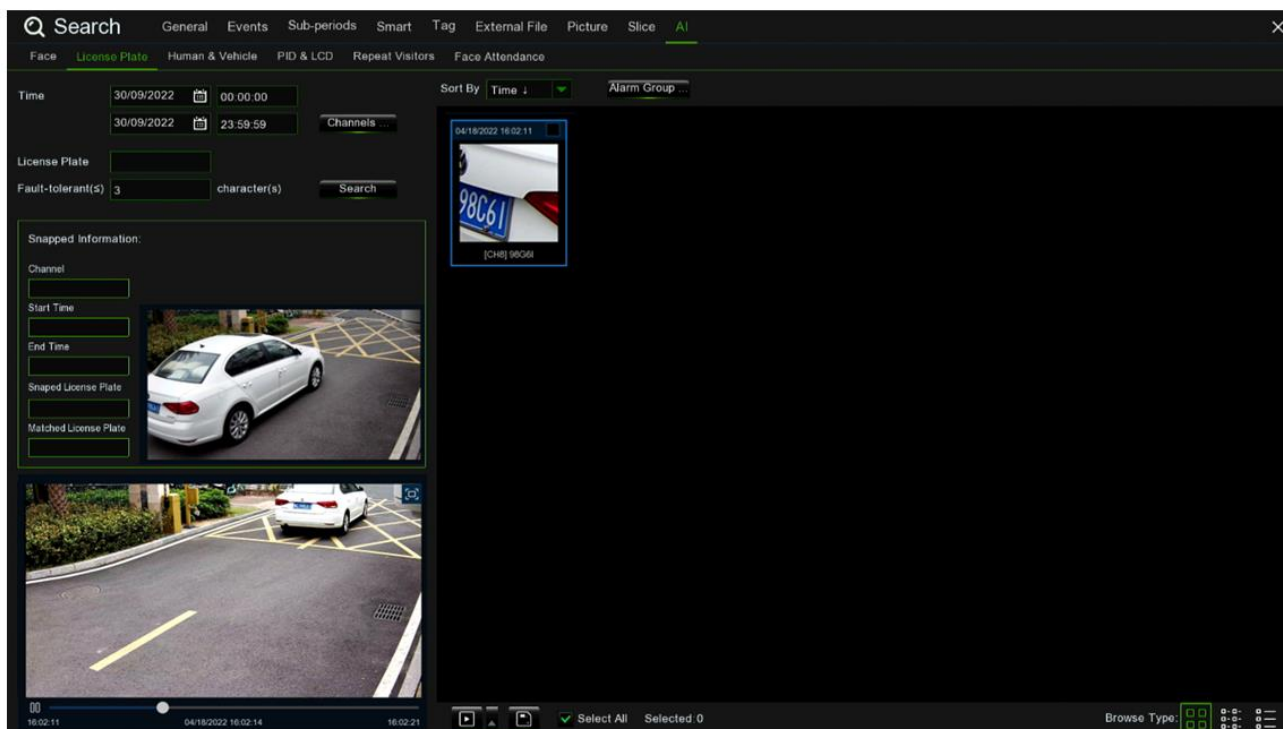 Search General Events Sub-periods Smart Tag External File Picture Slice AI
Face License Plate Human & Vehicle PID & LCD Repeat Visitors Face Attendance
Time 30/09/2022 00:00:00
30/09/2022 23:59:59 Channels ...
License Plate
Fault-tolerant(≤) 3 character(s) Search
Snapped Information:
Channel
Start Time
End Time
Snaped License Plate
Matched License Plate
16:02:11 04/18/2022 16:02:14 16:02:21
Sort By Time ↓ Alarm Group ...
04/18/2022 16:02:11
98C61
[CH8] 98G6I
Select All Selected:0
Browse Type: